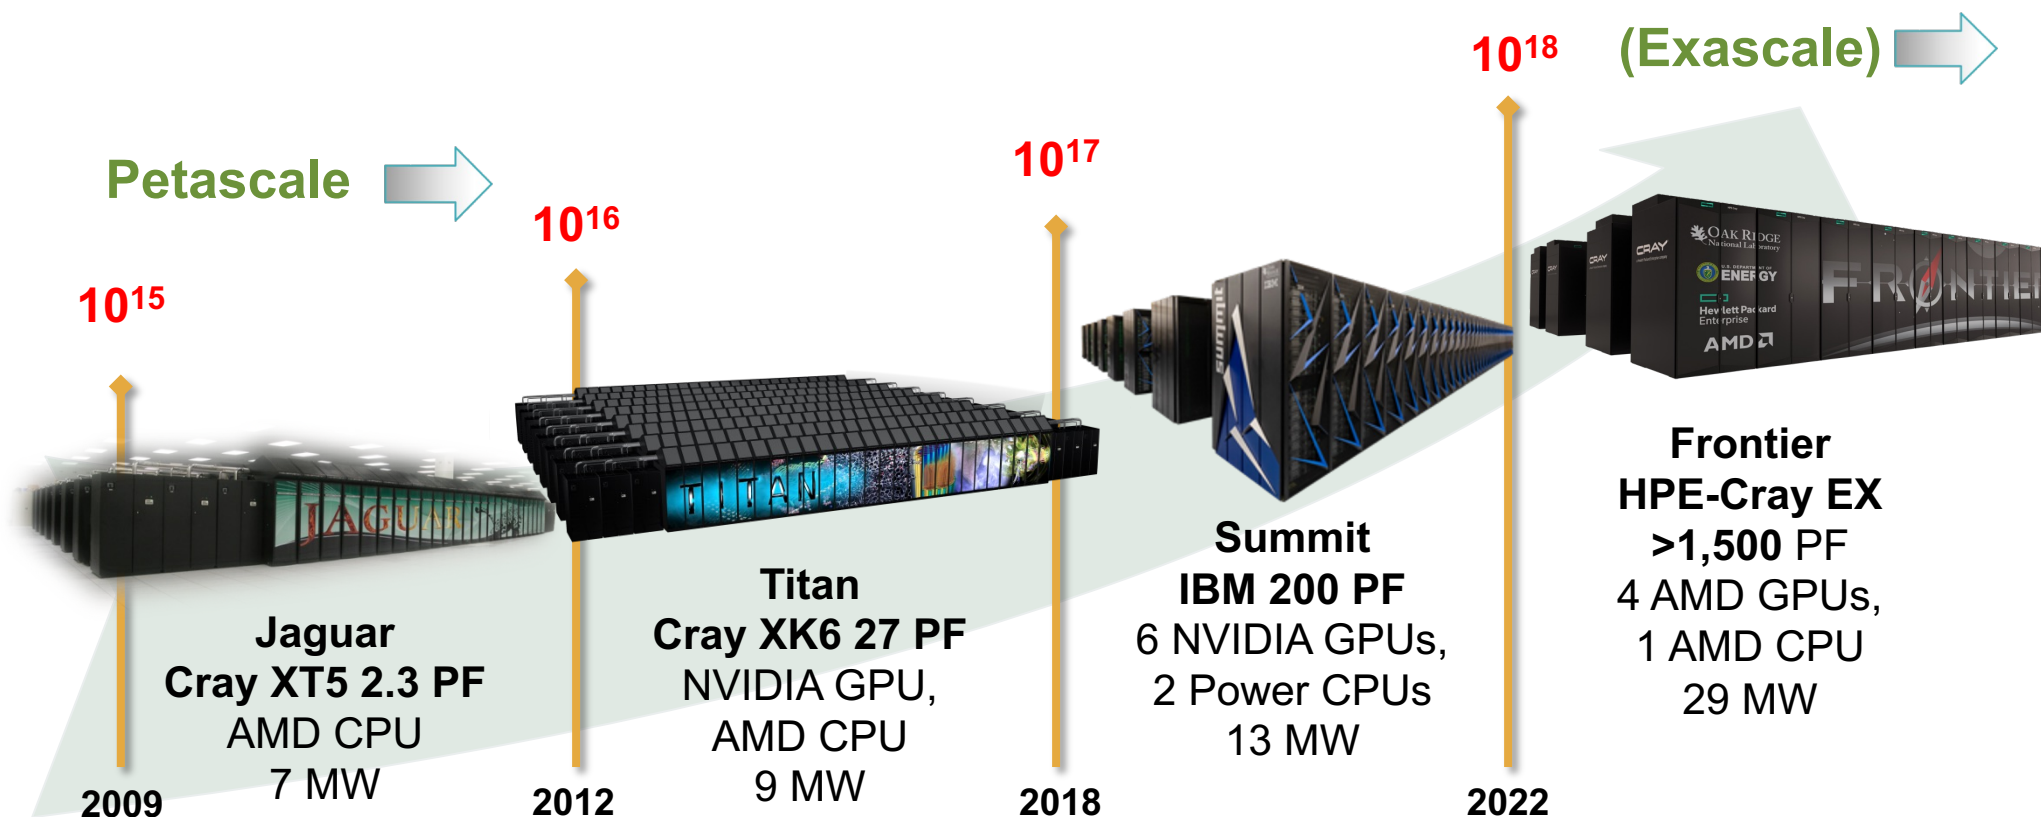 Petascale
(Exascale)
10¹⁵
10¹⁶
10¹⁷
10¹⁸
JAGUAR
Jaguar
Cray XT5 2.3 PF
AMD CPU
7 MW
2009
TITAN
Titan
Cray XK6 27 PF
NVIDIA GPU,
AMD CPU
9 MW
2012
summit
Summit
IBM 200 PF
6 NVIDIA GPUs,
2 Power CPUs
13 MW
2018
CRAY
CRAY
OAK RIDGE
National Laboratory
U.S. DEPARTMENT OF
ENERGY
Hewlett Packard
Enterprise
AMD
FRONTIER
Frontier
HPE-Cray EX
>1,500 PF
4 AMD GPUs,
1 AMD CPU
29 MW
2022